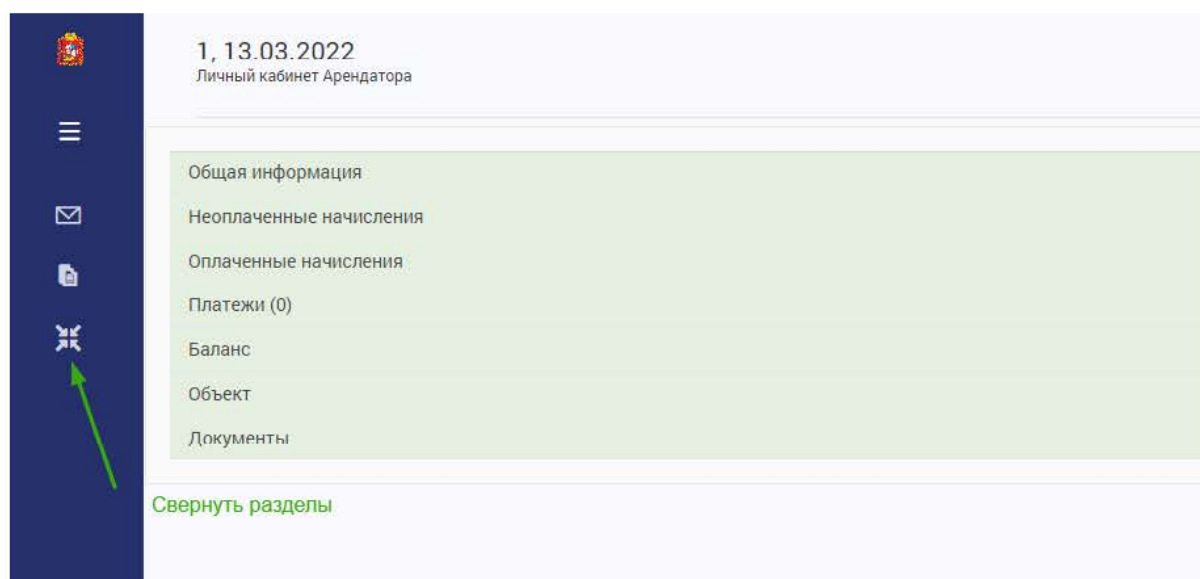 1, 13.03.2022
Личный кабинет Арендатора
Общая информация
Неоплаченные начисления
Оплаченные начисления
Платежи (0)
Баланс
Объект
Документы
Свернуть разделы